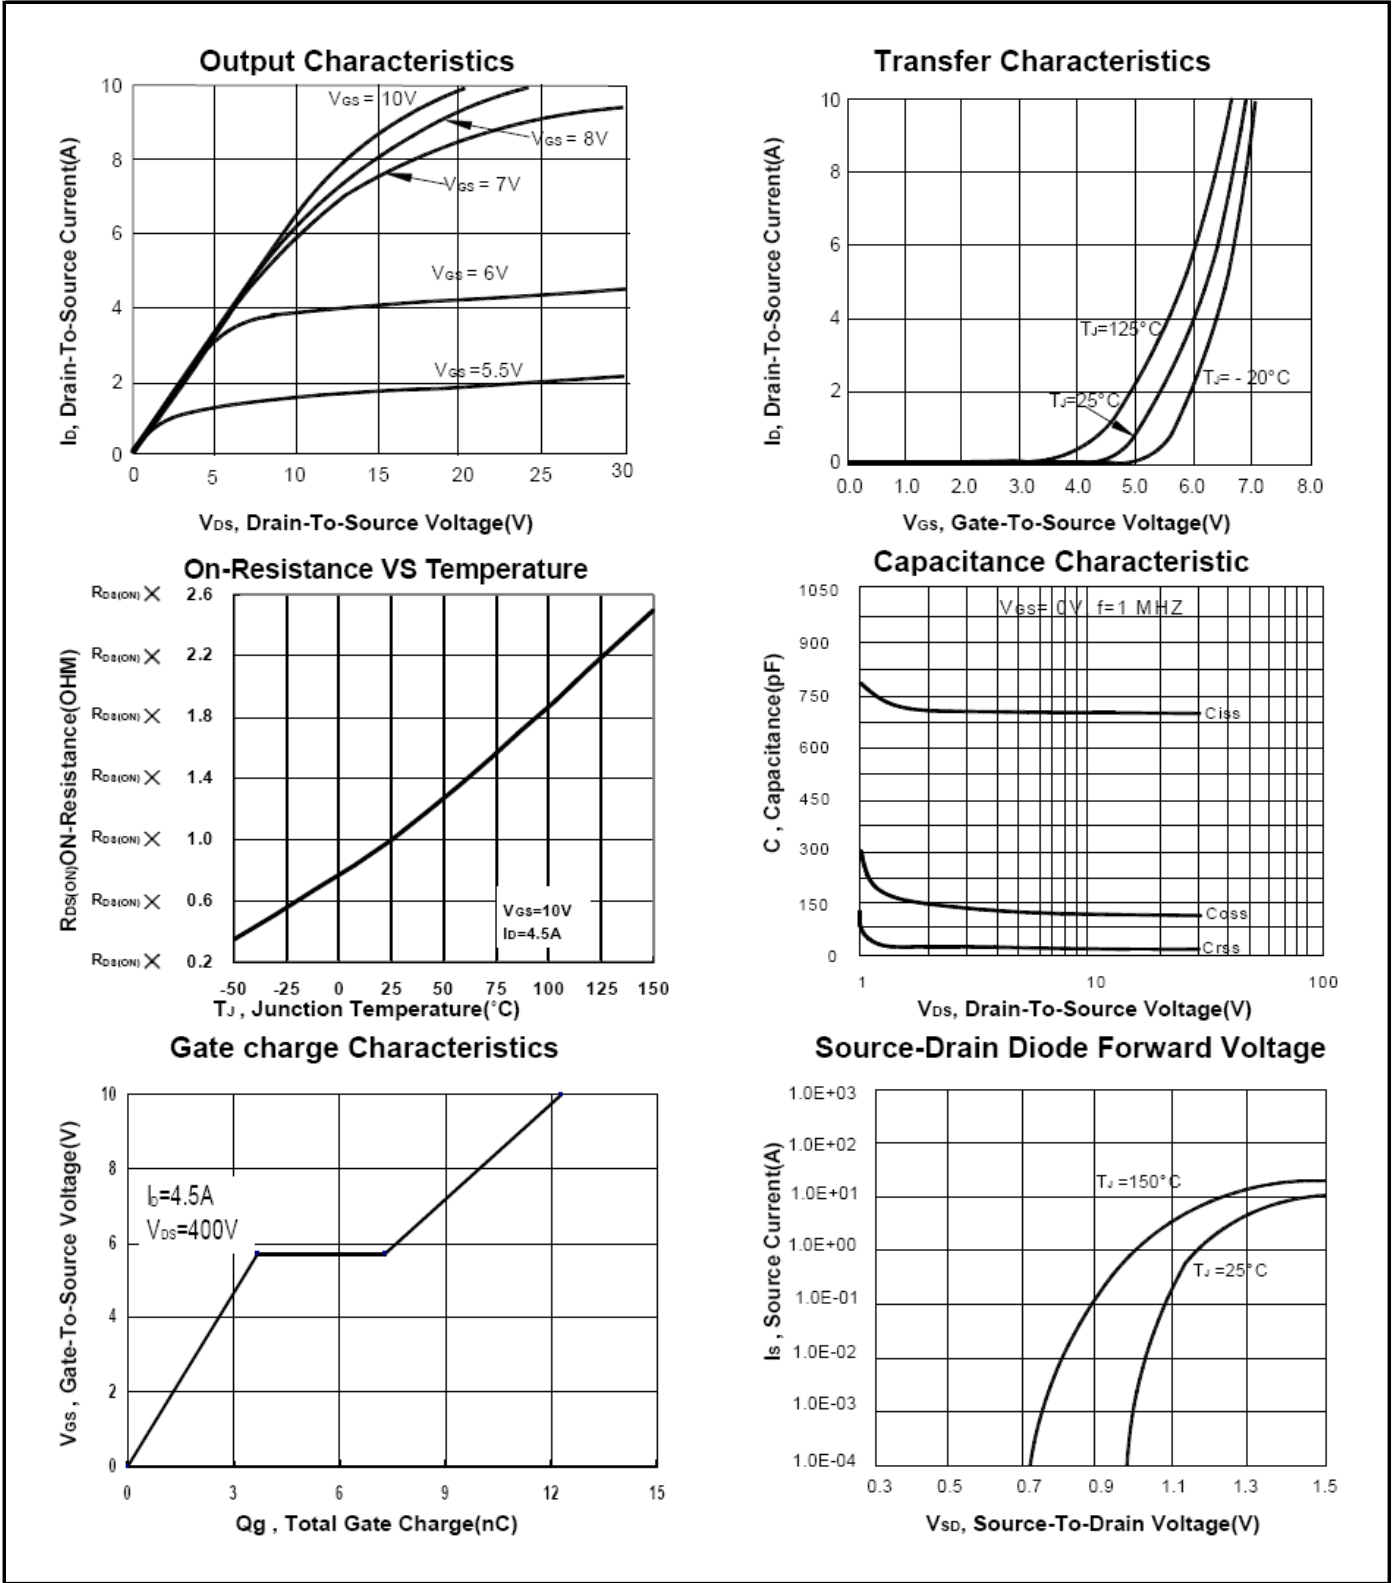 Output Characteristics
10
8
6
4
2
0
ID, Drain-To-Source Current(A)
VGS = 10V
VGS = 8V
VGS = 7V
VGS = 6V
VGS =5.5V
0 5 10 15 20 25 30
VDS, Drain-To-Source Voltage(V)
Transfer Characteristics
10
8
6
4
2
0
ID, Drain-To-Source Current(A)
TJ=125°C
TJ= - 20°C
TJ=25°C
0.0 1.0 2.0 3.0 4.0 5.0 6.0 7.0 8.0
VGS, Gate-To-Source Voltage(V)
On-Resistance VS Temperature
RDS(ON) X 2.6
RDS(ON) X 2.2
RDS(ON) X 1.8
RDS(ON) X 1.4
RDS(ON) X 1.0
RDS(ON) X 0.6
RDS(ON) X 0.2
RDS(ON)ON-Resistance(OHM)
VGS=10V
ID=4.5A
-50 -25 0 25 50 75 100 125 150
TJ , Junction Temperature(°C)
Capacitance Characteristic
1050
900
750
600
450
300
150
0
C , Capacitance(pF)
VGS= 0V f=1 MHZ
Ciss
Coss
Crss
1 10 100
VDS, Drain-To-Source Voltage(V)
Gate charge Characteristics
10
8
6
4
2
0
VGS , Gate-To-Source Voltage(V)
ID=4.5A
VDS=400V
0 3 6 9 12 15
Qg , Total Gate Charge(nC)
Source-Drain Diode Forward Voltage
1.0E+03
1.0E+02
1.0E+01
1.0E+00
1.0E-01
1.0E-02
1.0E-03
1.0E-04
IS , Source Current(A)
TJ =150°C
TJ =25°C
0.3 0.5 0.7 0.9 1.1 1.3 1.5
VSD, Source-To-Drain Voltage(V)